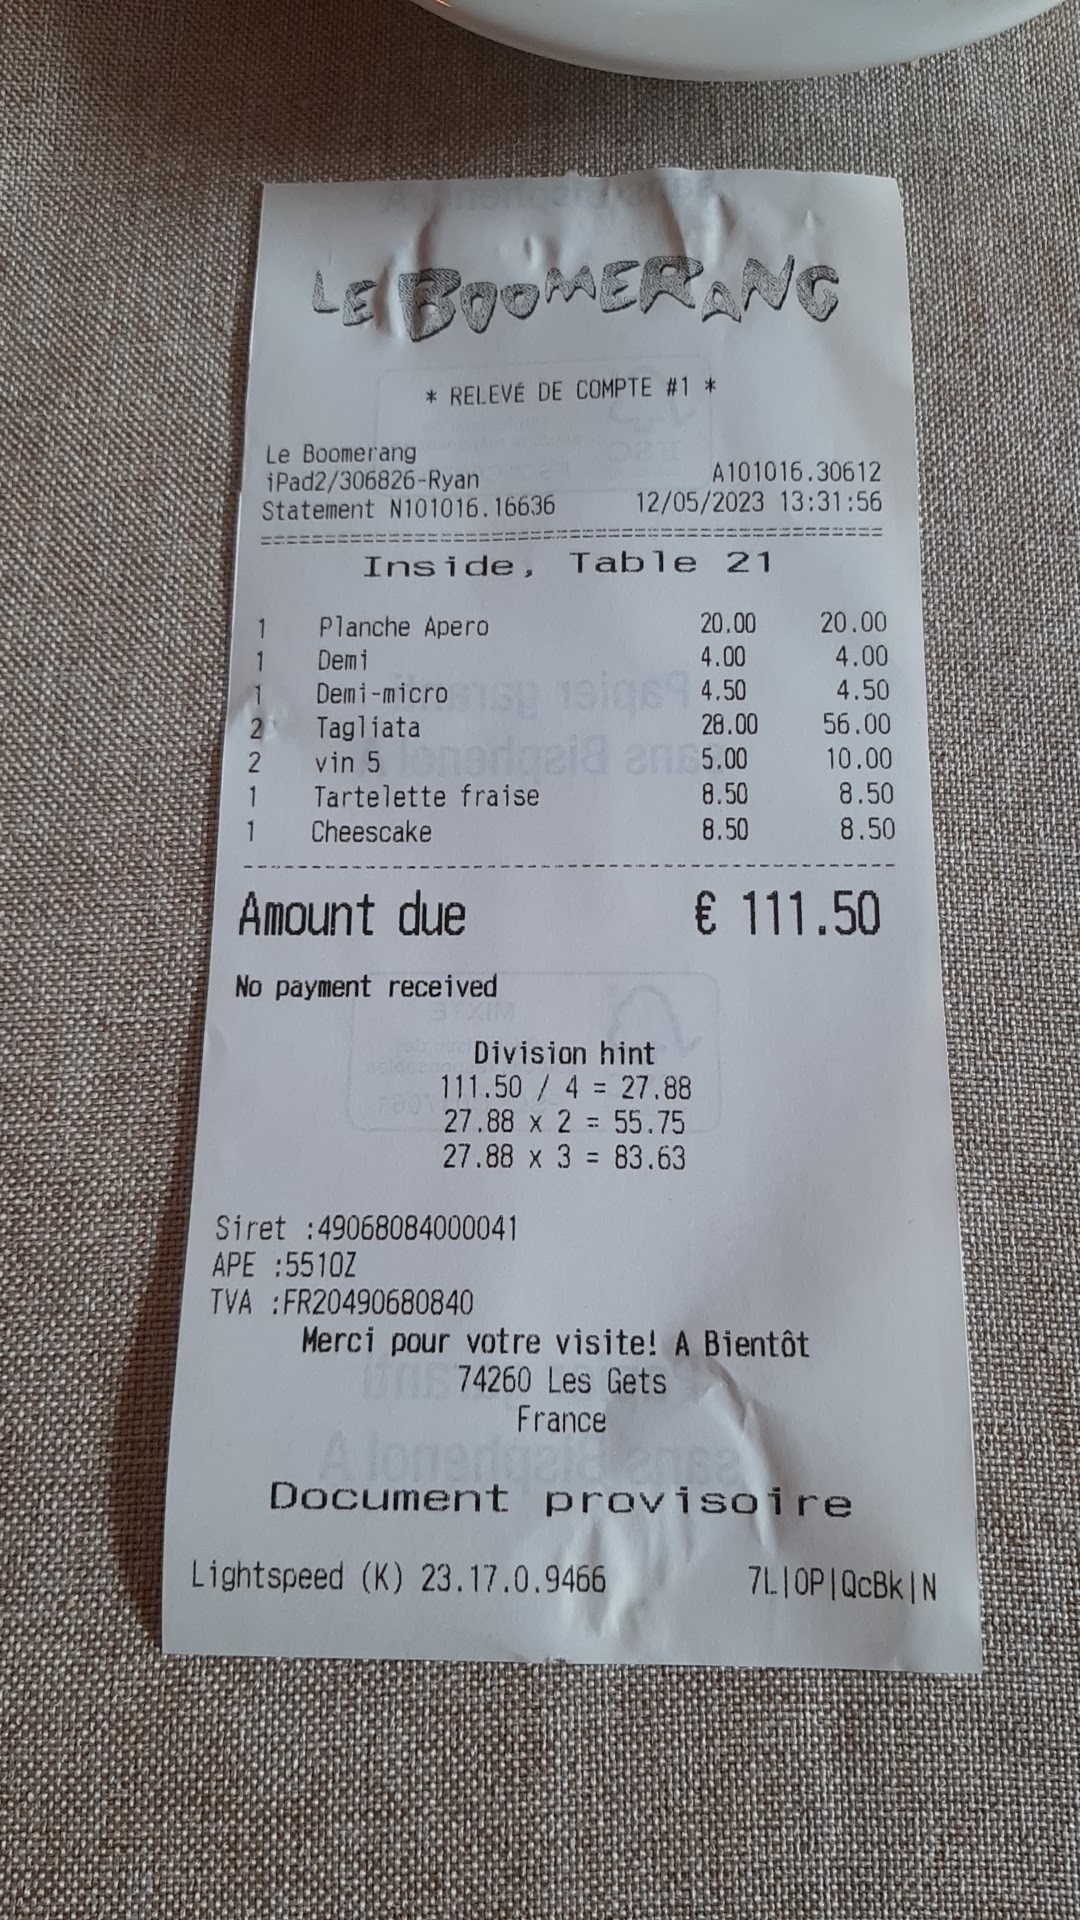 LE BOOMERANG
* RELEVÉ DE COMPTE #1 *
Le Boomerang
iPad2/306826-Ryan A101016.30612
Statement N101016.16636 12/05/2023 13:31:56
Inside, Table 21
1 Planche Apero 20.00 20.00
1 Demi 4.00 4.00
1 Demi-micro 4.50 4.50
2 Tagliata 28.00 56.00
2 vin 5 5.00 10.00
1 Tartelette fraise 8.50 8.50
1 Cheescake 8.50 8.50
Amount due € 111.50
No payment received
Division hint
111.50 / 4 = 27.88
27.88 x 2 = 55.75
27.88 x 3 = 83.63
Siret :49068084000041
APE :5510Z
TVA :FR20490680840
Merci pour votre visite! A Bientôt
74260 Les Gets
France
Document provisoire
Lightspeed (K) 23.17.0.9466 7L|OP|QcBk|N